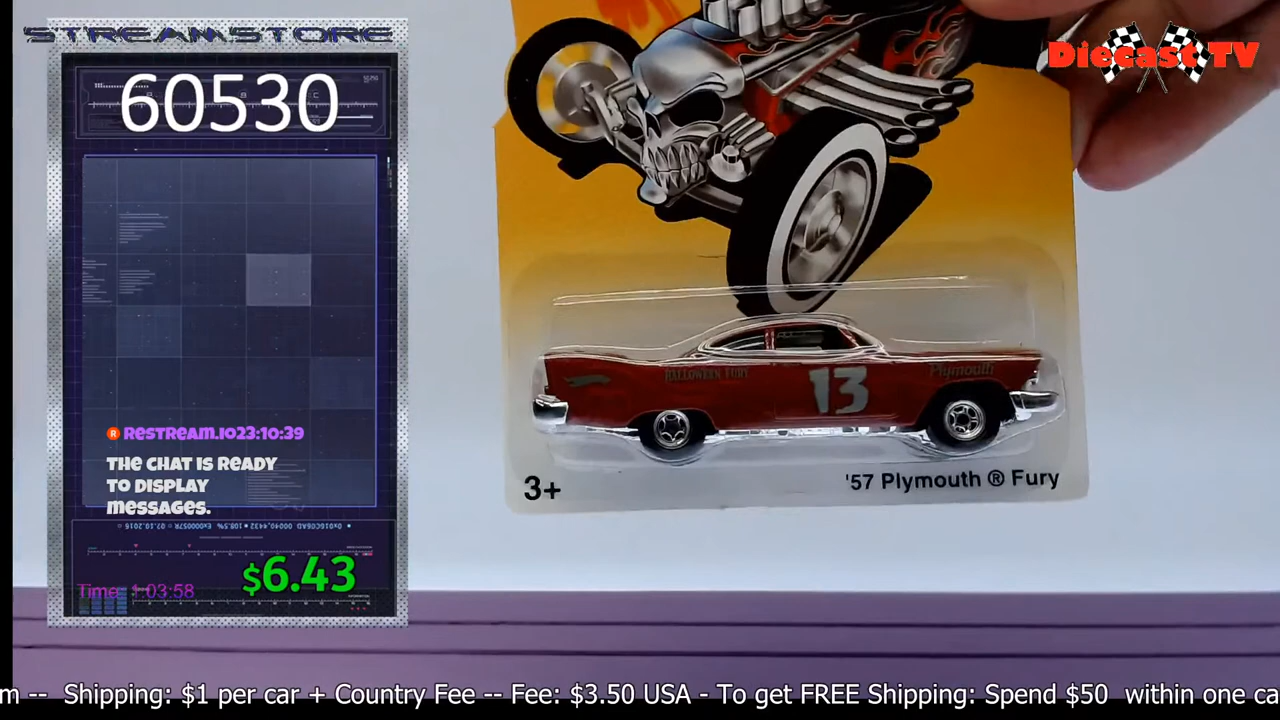 STREAMSTORE
60530
Diecast TV
Restream.io 23:10:39
The chat is ready
to display
messages.
$6.43
Time: 1:03:58
HALLOWEEN FURY
13
Plymouth
3+
'57 Plymouth ® Fury
m -- Shipping: $1 per car + Country Fee -- Fee: $3.50 USA - To get FREE Shipping: Spend $50 within one ca